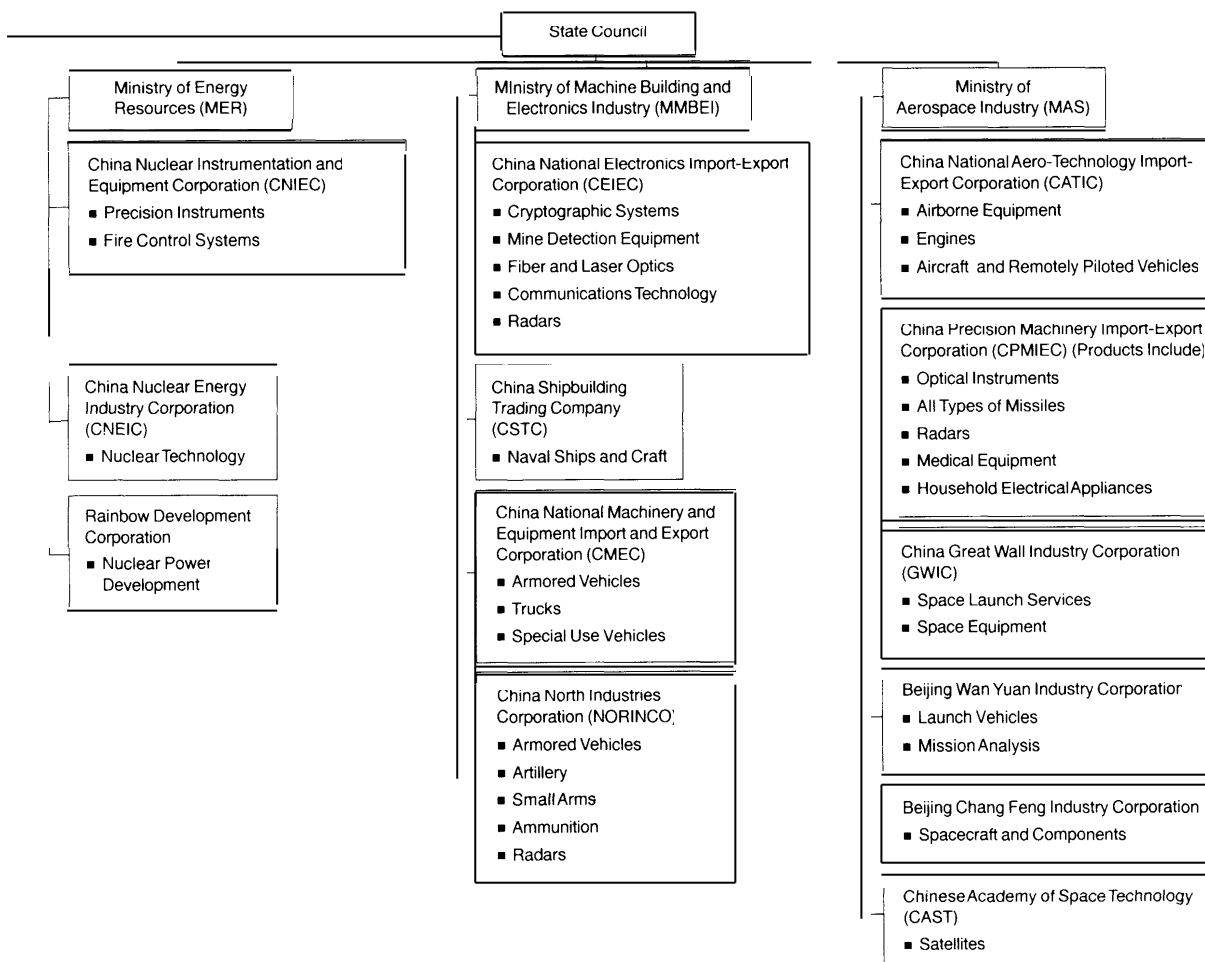 State Council
Ministry of Energy
Resources (MER)
China Nuclear Instrumentation and
Equipment Corporation (CNIEC)
■ Precision Instruments
■ Fire Control Systems
China Nuclear Energy
Industry Corporation
(CNEIC)
■ Nuclear Technology
Rainbow Development
Corporation
■ Nuclear Power
Development
Ministry of Machine Building and
Electronics Industry (MMBEI)
China National Electronics Import-Export
Corporation (CEIEC)
■ Cryptographic Systems
■ Mine Detection Equipment
■ Fiber and Laser Optics
■ Communications Technology
■ Radars
China Shipbuilding
Trading Company
(CSTC)
■ Naval Ships and Craft
China National Machinery and
Equipment Import and Export
Corporation (CMEC)
■ Armored Vehicles
■ Trucks
■ Special Use Vehicles
China North Industries
Corporation (NORINCO)
■ Armored Vehicles
■ Artillery
■ Small Arms
■ Ammunition
■ Radars
Ministry of
Aerospace Industry (MAS)
China National Aero-Technology Import-
Export Corporation (CATIC)
■ Airborne Equipment
■ Engines
■ Aircraft and Remotely Piloted Vehicles
China Precision Machinery Import-Export
Corporation (CPMIEC) (Products Include)
■ Optical Instruments
■ All Types of Missiles
■ Radars
■ Medical Equipment
■ Household Electrical Appliances
China Great Wall Industry Corporation
(GWIC)
■ Space Launch Services
■ Space Equipment
Beijing Wan Yuan Industry Corporation
■ Launch Vehicles
■ Mission Analysis
Beijing Chang Feng Industry Corporation
■ Spacecraft and Components
Chinese Academy of Space Technology
(CAST)
■ Satellites